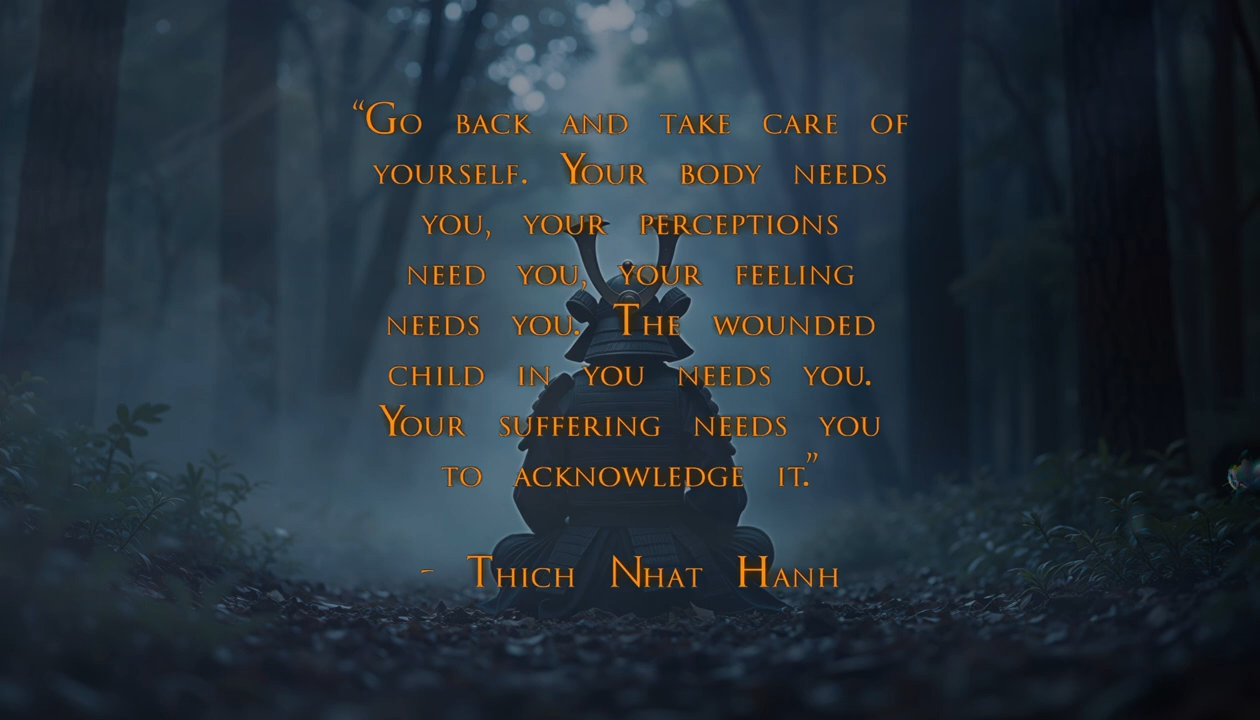 “Go back and take care of
yourself. Your body needs
you, your perceptions
need you, your feeling
needs you. The wounded
child in you needs you.
Your suffering needs you
to acknowledge it.”
- Thich Nhat Hanh